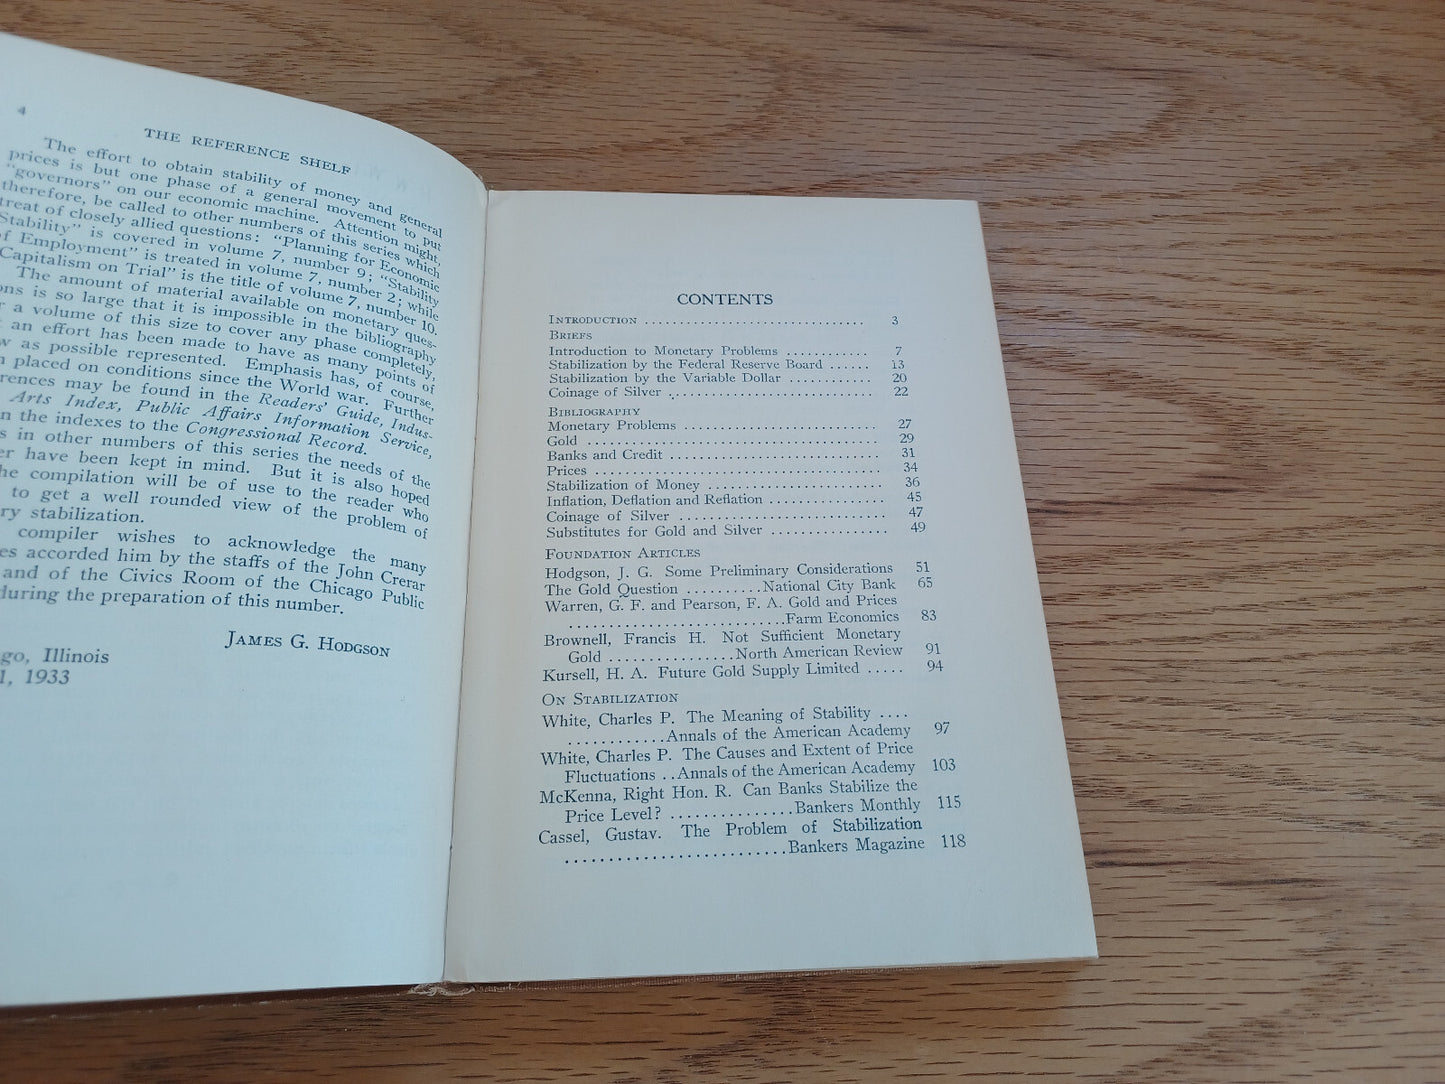 4
THE REFERENCE SHELF
The effort to obtain stability of money and general
prices is but one phase of a general movement to put
"governors" on our economic machine. Attention might,
therefore, be called to other numbers of this series which
treat of closely allied questions: "Planning for Economic
Stability" is covered in volume 7, number 9; "Stability
of Employment" is treated in volume 7, number 2; while
Capitalism on Trial" is the title of volume 7, number 10.
The amount of material available on monetary ques-
ons is so large that it is impossible in the bibliography
r a volume of this size to cover any phase completely,
t an effort has been made to have as many points of
w as possible represented. Emphasis has, of course,
n placed on conditions since the World war. Further
rences may be found in the Readers' Guide, Indus-
Arts Index, Public Affairs Information Service,
n the indexes to the Congressional Record.
s in other numbers of this series the needs of the
er have been kept in mind. But it is also hoped
he compilation will be of use to the reader who
to get a well rounded view of the problem of
ry stabilization.
compiler wishes to acknowledge the many
es accorded him by the staffs of the John Crerar
and of the Civics Room of the Chicago Public
during the preparation of this number.
James G. Hodgson
go, Illinois
1, 1933
CONTENTS
Introduction ................................ 3
Briefs
Introduction to Monetary Problems ............ 7
Stabilization by the Federal Reserve Board ...... 13
Stabilization by the Variable Dollar ............ 20
Coinage of Silver .............................. 22
Bibliography
Monetary Problems ............................ 27
Gold .......................................... 29
Banks and Credit .............................. 31
Prices ........................................ 34
Stabilization of Money ......................... 36
Inflation, Deflation and Reflation ................ 45
Coinage of Silver .............................. 47
Substitutes for Gold and Silver ................ 49
Foundation Articles
Hodgson, J. G. Some Preliminary Considerations 51
The Gold Question ..........National City Bank 65
Warren, G. F. and Pearson, F. A. Gold and Prices
............................Farm Economics 83
Brownell, Francis H. Not Sufficient Monetary
Gold ...............North American Review 91
Kursell, H. A. Future Gold Supply Limited ..... 94
On Stabilization
White, Charles P. The Meaning of Stability ....
............Annals of the American Academy 97
White, Charles P. The Causes and Extent of Price
Fluctuations ..Annals of the American Academy 103
McKenna, Right Hon. R. Can Banks Stabilize the
Price Level? ...............Bankers Monthly 115
Cassel, Gustav. The Problem of Stabilization
..........................Bankers Magazine 118